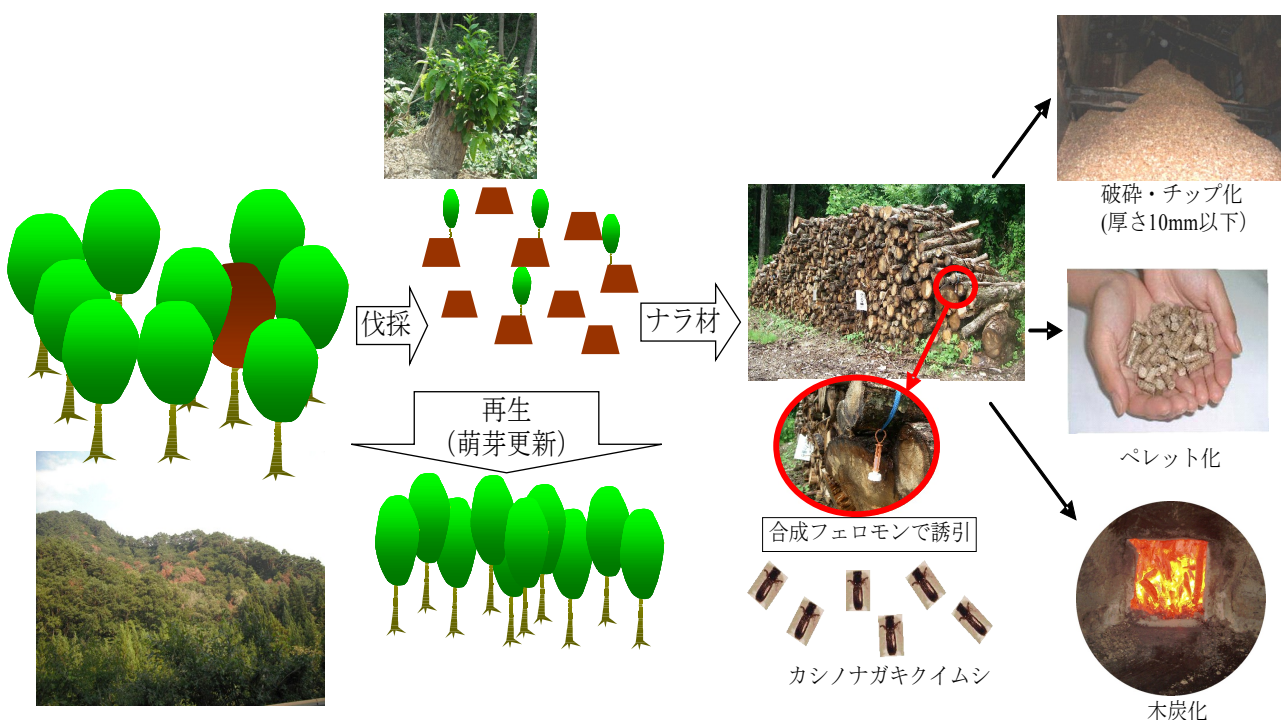 伐採
ナラ材
再生
(萌芽更新)
合成フェロモンで誘引
カシノナガキクイムシ
破砕・チップ化
(厚さ10mm以下)
ペレット化
木炭化